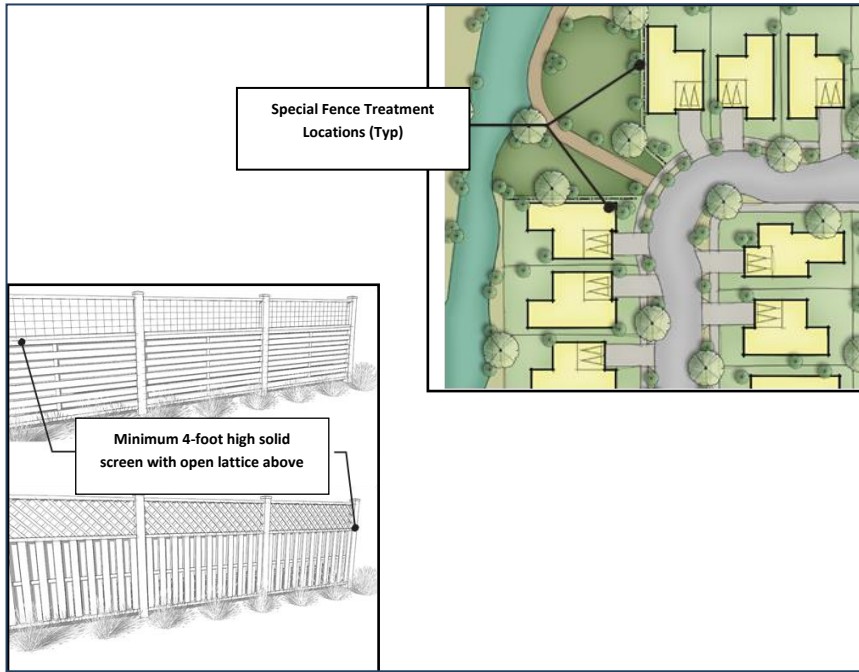 Special Fence Treatment
Locations (Typ)
Minimum 4-foot high solid
screen with open lattice above